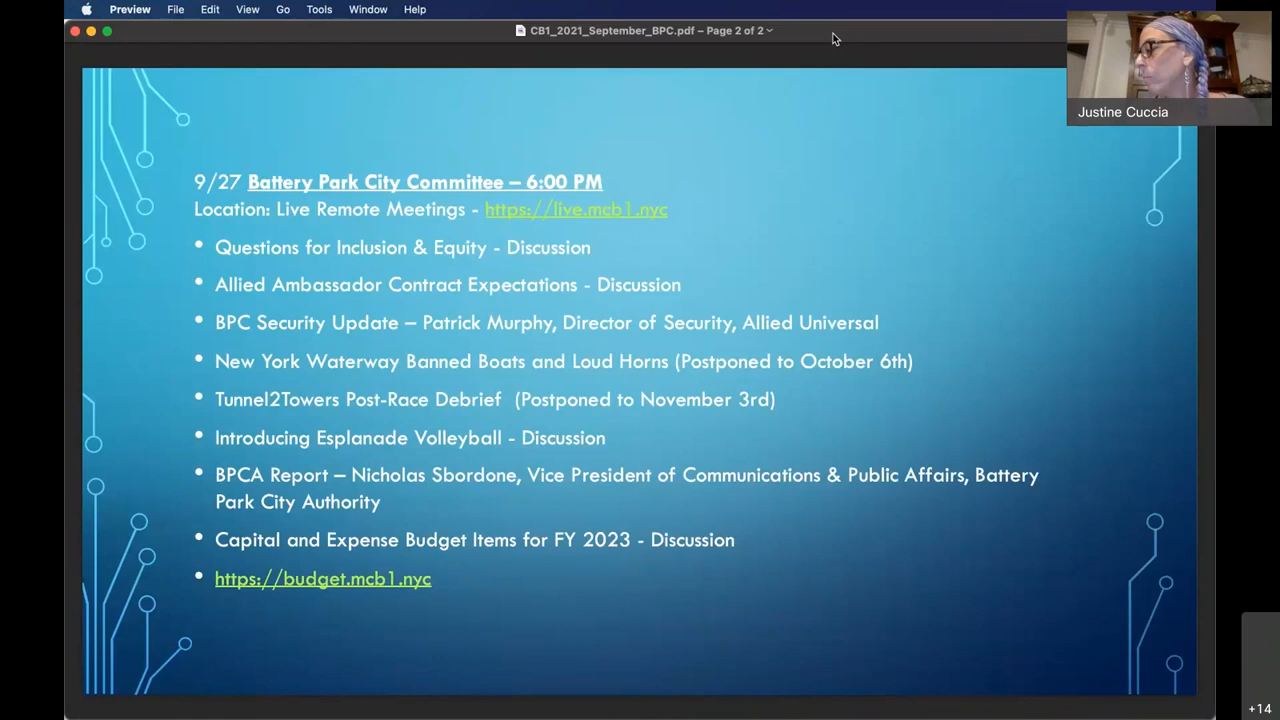 Preview File Edit View Go Tools Window Help
CB1_2021_September_BPC.pdf – Page 2 of 2
Justine Cuccia
9/27 Battery Park City Committee – 6:00 PM
Location: Live Remote Meetings - https://live.mcb1.nyc
• Questions for Inclusion & Equity - Discussion
• Allied Ambassador Contract Expectations - Discussion
• BPC Security Update – Patrick Murphy, Director of Security, Allied Universal
• New York Waterway Banned Boats and Loud Horns (Postponed to October 6th)
• Tunnel2Towers Post-Race Debrief (Postponed to November 3rd)
• Introducing Esplanade Volleyball - Discussion
• BPCA Report – Nicholas Sbordone, Vice President of Communications & Public Affairs, Battery
Park City Authority
• Capital and Expense Budget Items for FY 2023 - Discussion
• https://budget.mcb1.nyc
+14